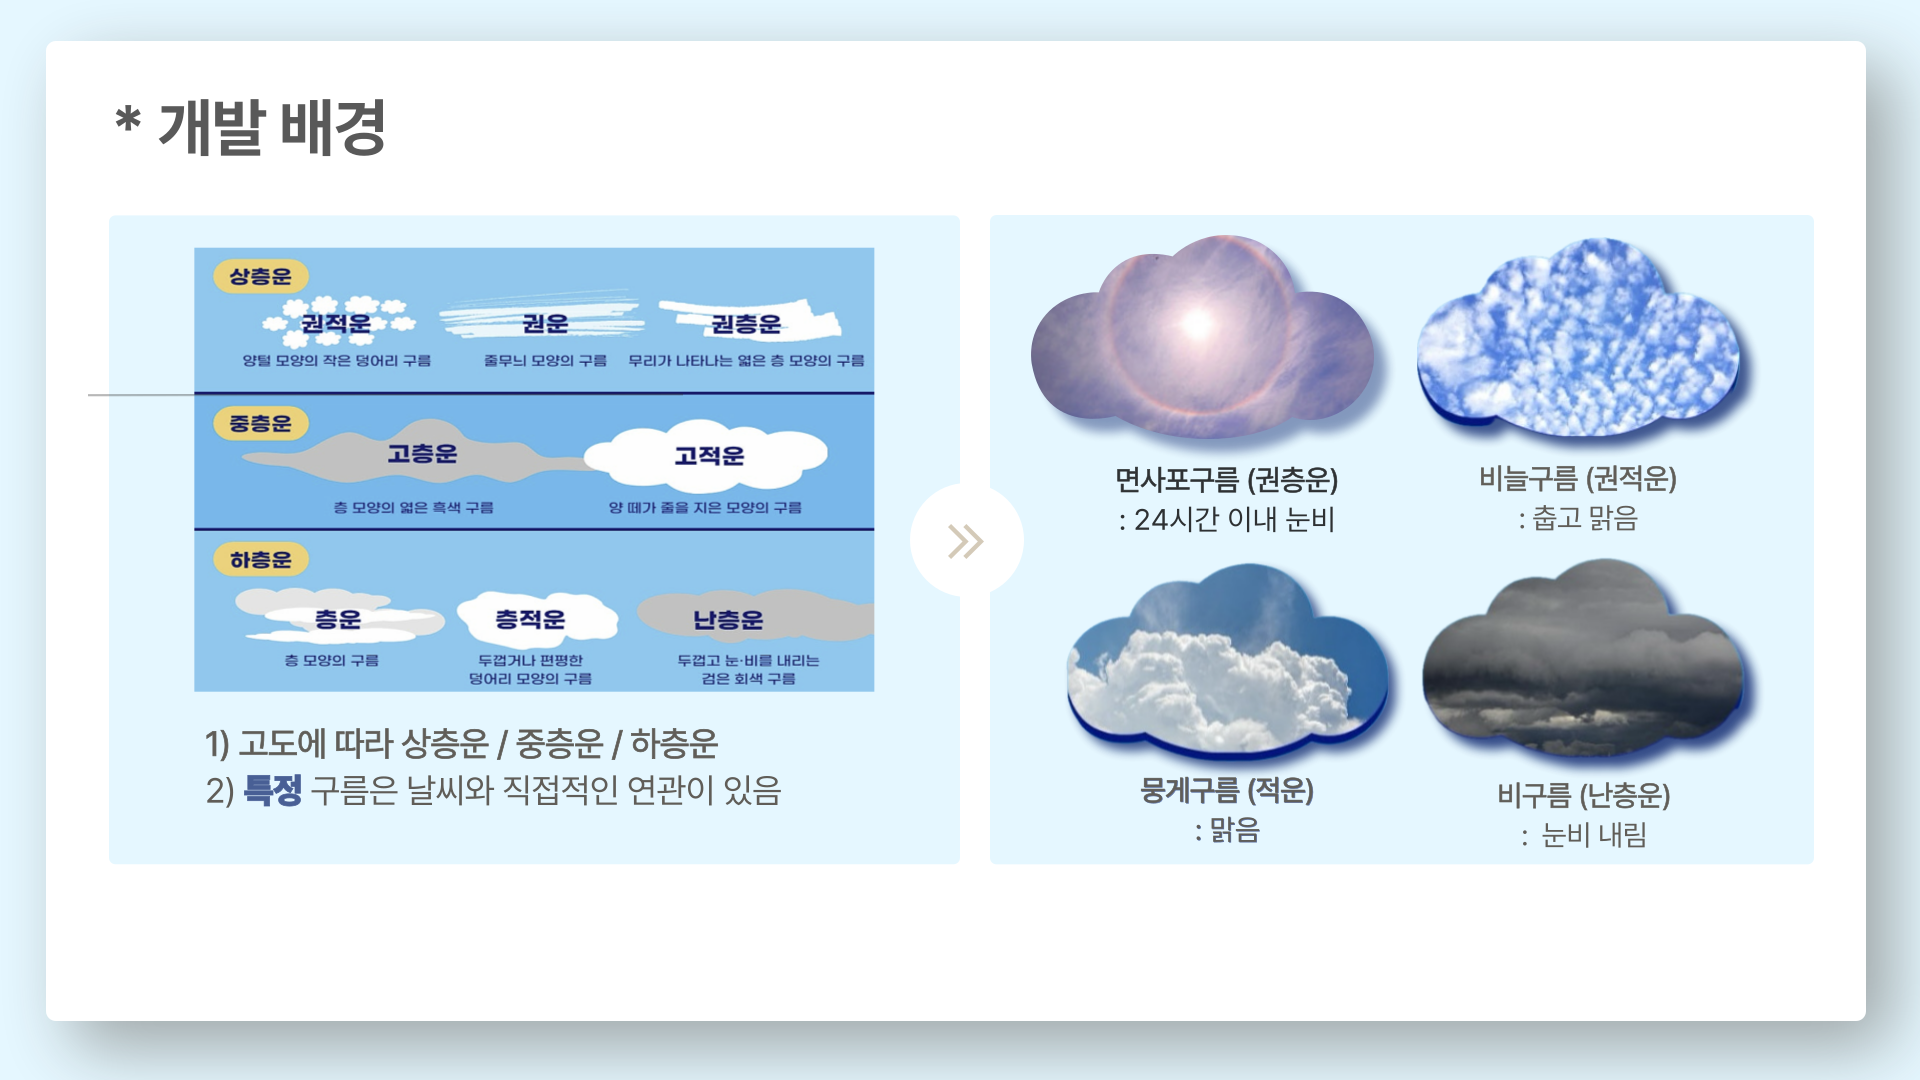 * 개발 배경
상층운
권적운
권운
권층운
양털 모양의 작은 덩어리 구름
줄무늬 모양의 구름
무리가 나타나는 엷은 층 모양의 구름
중층운
고층운
고적운
층 모양의 엷은 흑색 구름
양 떼가 줄을 지은 모양의 구름
하층운
층운
층적운
난층운
층 모양의 구름
두껍거나 편평한
덩어리 모양의 구름
두껍고 눈·비를 내리는
검은 회색 구름
1) 고도에 따라 상층운 / 중층운 / 하층운
2) 특정 구름은 날씨와 직접적인 연관이 있음
면사포구름 (권층운)
: 24시간 이내 눈비
비늘구름 (권적운)
: 춥고 맑음
뭉게구름 (적운)
: 맑음
비구름 (난층운)
: 눈비 내림